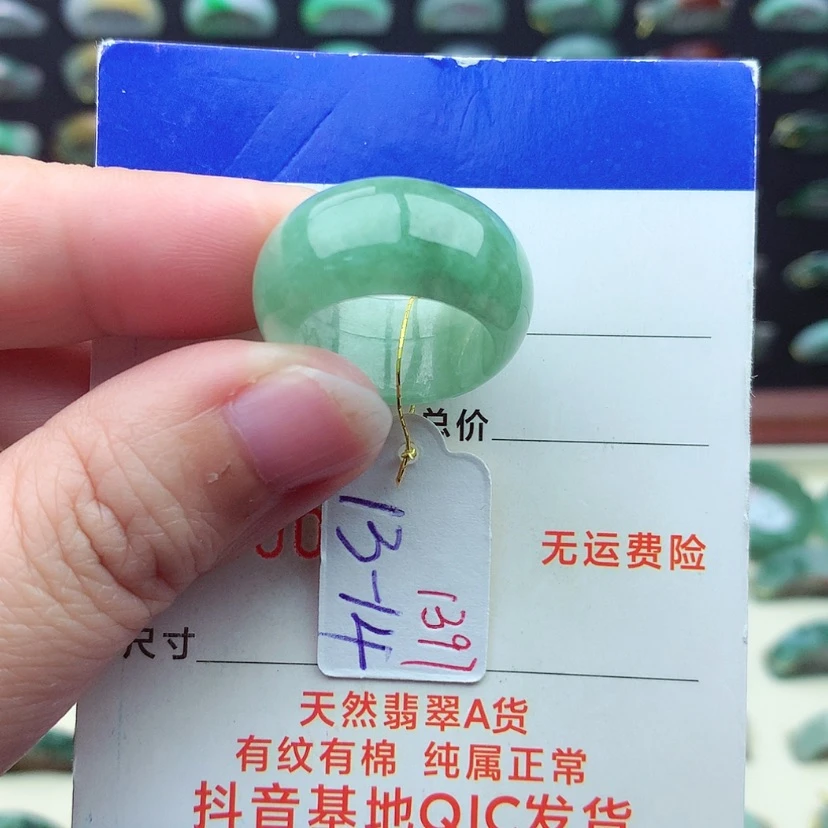 总价
无运费险
13-14
1397
尺寸
天然翡翠A货
有纹有棉 纯属正常
抖音基地QIC发货